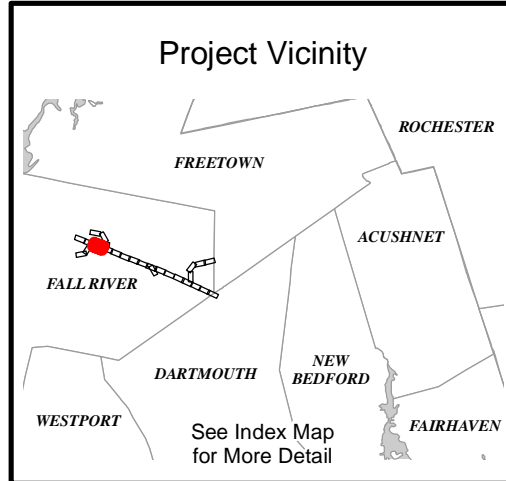 Project Vicinity
ROCHESTER
FREETOWN
ACUSHNET
FALL RIVER
DARTMOUTH
NEW
BEDFORD
WESTPORT
FAIRHAVEN
See Index Map
for More Detail